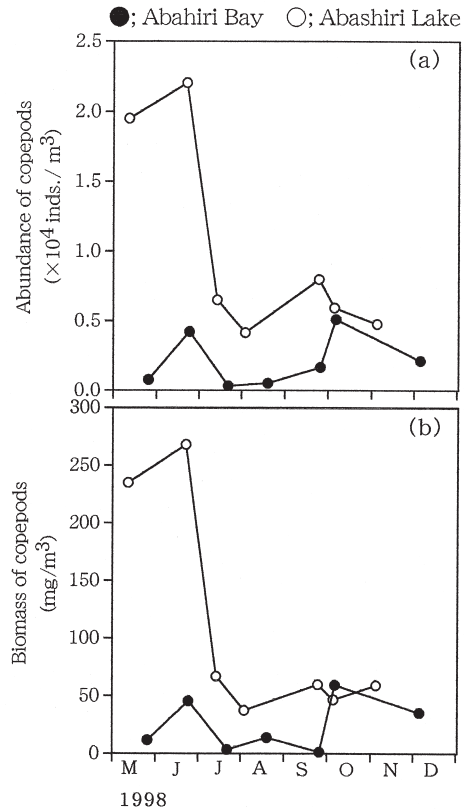 ●; Abahiri Bay ○; Abashiri Lake
(a)
Abundance of copepods
(×10⁴ inds./ m³)
2.5
2.0
1.5
1.0
0.5
0.0
(b)
Biomass of copepods
(mg/m³)
300
250
200
150
100
50
0
M J J A S O N D
1998